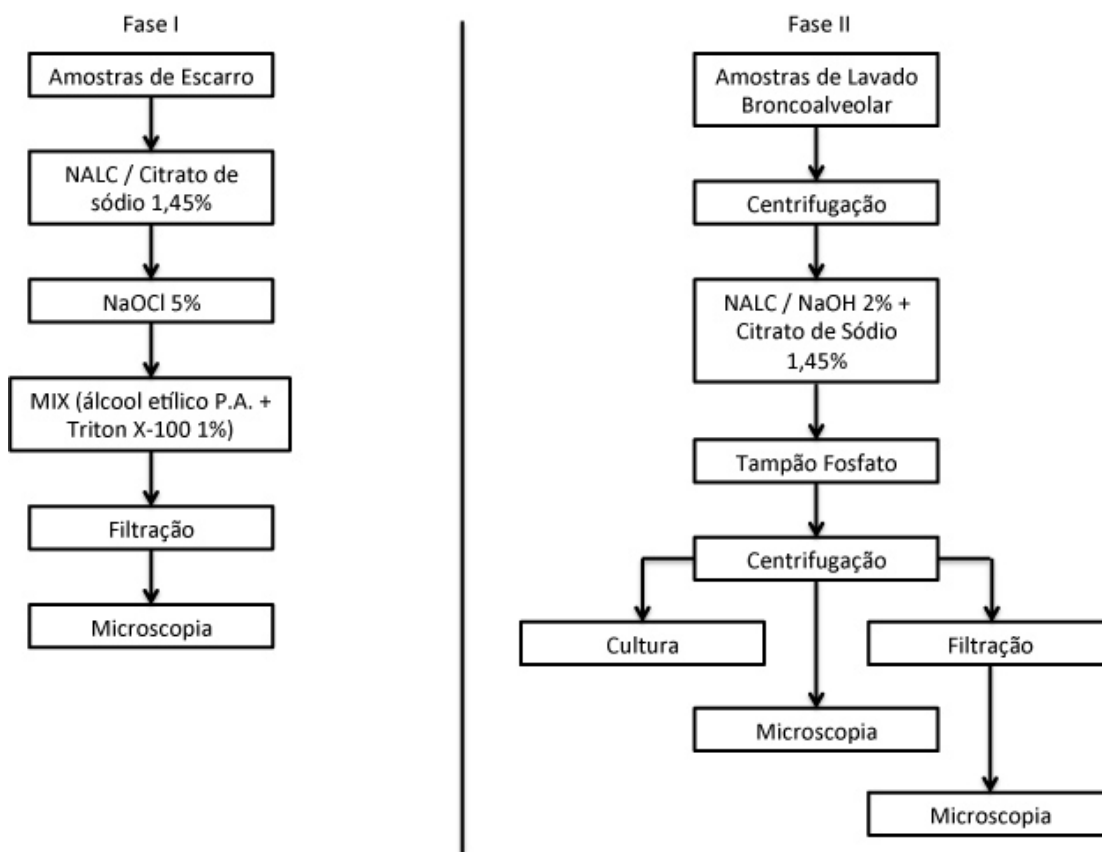 Fase I
Amostras de Escarro
NALC / Citrato de
sódio 1,45%
NaOCl 5%
MIX (álcool etílico P.A. +
Triton X-100 1%)
Filtração
Microscopia
Fase II
Amostras de Lavado
Broncoalveolar
Centrifugação
NALC / NaOH 2% +
Citrato de Sódio
1,45%
Tampão Fosfato
Centrifugação
Cultura
Filtração
Microscopia
Microscopia